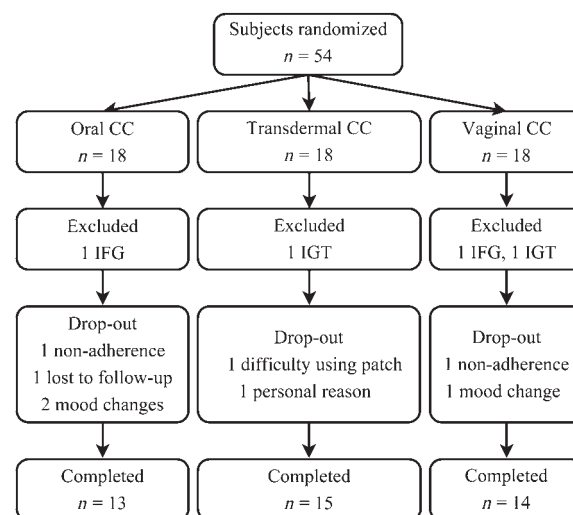 Subjects randomized
n = 54
Oral CC
n = 18
Transdermal CC
n = 18
Vaginal CC
n = 18
Excluded
1 IFG
Excluded
1 IGT
Excluded
1 IFG, 1 IGT
Drop-out
1 non-adherence
1 lost to follow-up
2 mood changes
Drop-out
1 difficulty using patch
1 personal reason
Drop-out
1 non-adherence
1 mood change
Completed
n = 13
Completed
n = 15
Completed
n = 14